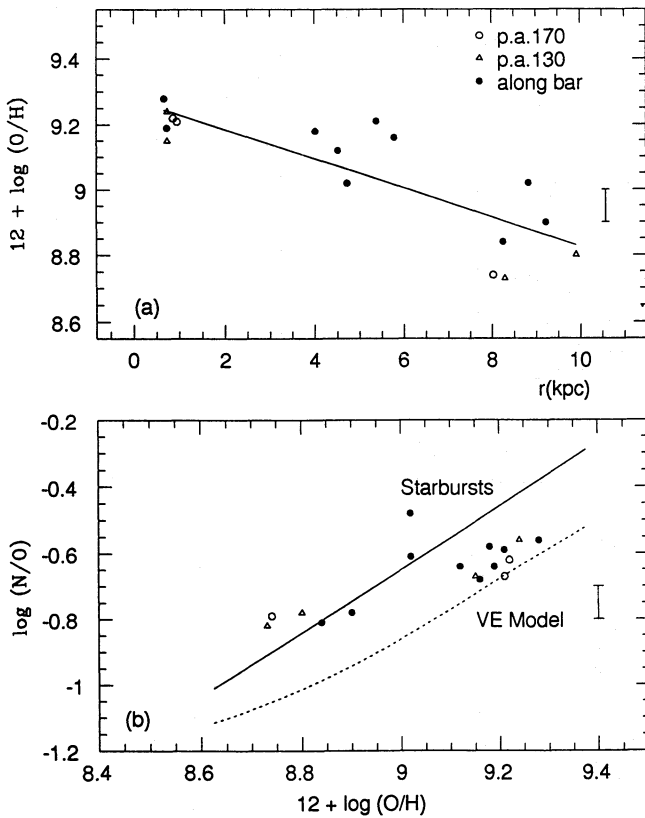 p.a.170
p.a.130
along bar
9.4
9.2
9
8.8
8.6
12 + log (O/H)
(a)
0
2
4
6
8
10
r(kpc)
-0.2
-0.4
-0.6
-0.8
-1
-1.2
log (N/O)
Starbursts
VE Model
(b)
8.4
8.6
8.8
9
9.2
9.4
12 + log (O/H)